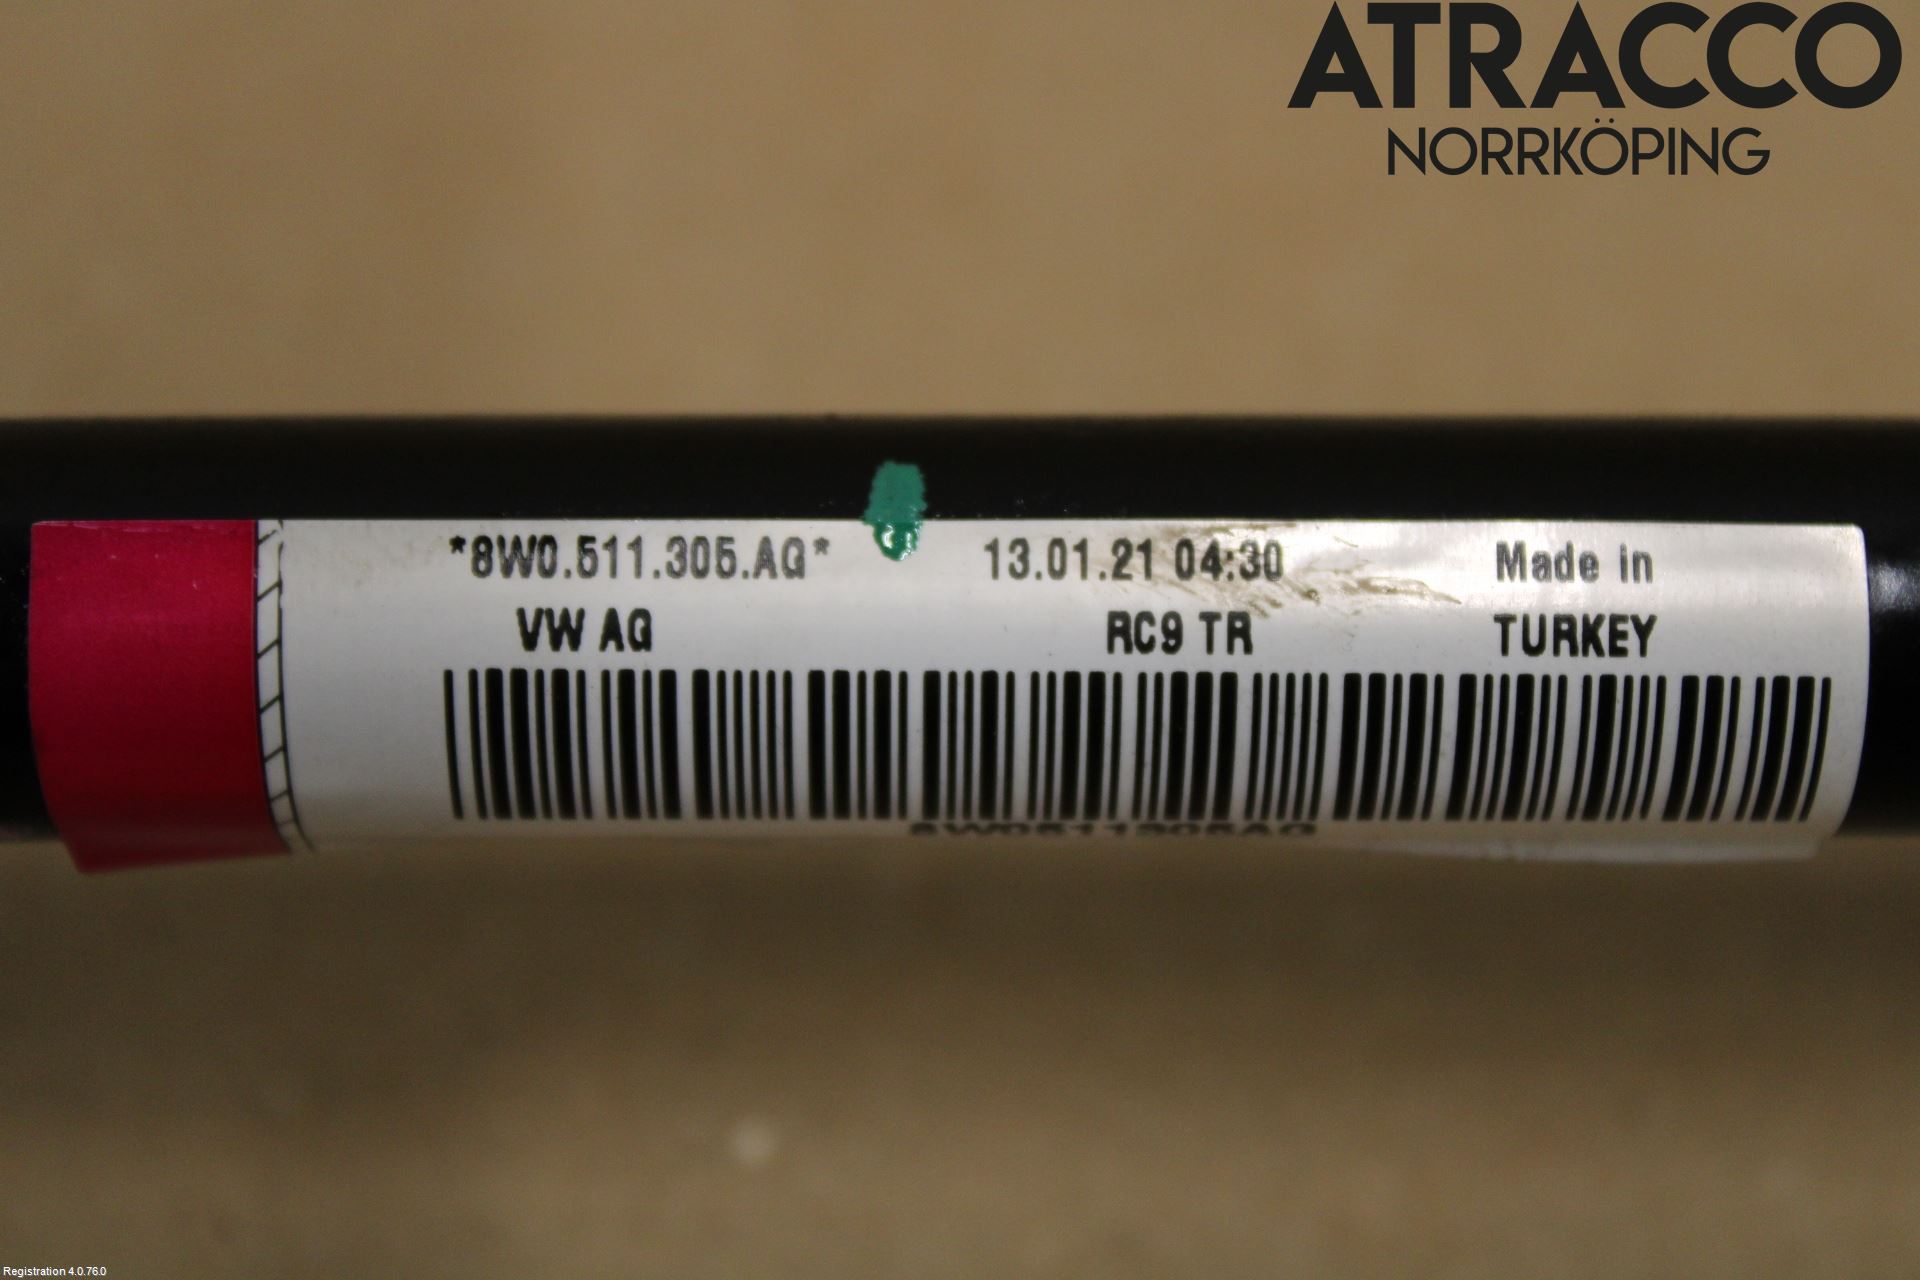 ATRACCO
NORRKÖPING
*8W0.511.305.AG* 13.01.21 04:30 Made in
VW AG RC9 TR TURKEY
8W0511305AG
Registration 4.0.76.0